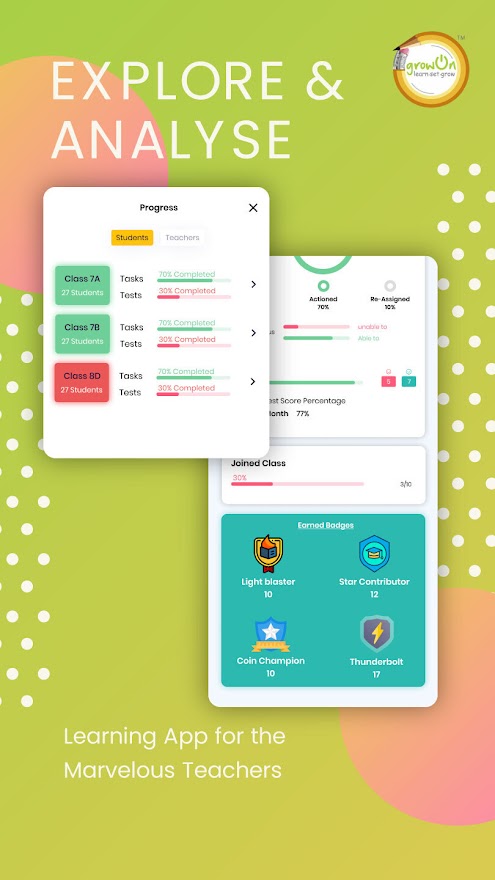 EXPLORE &
ANALYSE
growOn
learn set grow
TM
Progress
Students
Teachers
Class 7A
27 Students
Tasks
70% Completed
Tests
30% Completed
Class 7B
27 Students
Tasks
70% Completed
Tests
30% Completed
Class 8D
27 Students
Tasks
70% Completed
Tests
30% Completed
Actioned
70%
Re-Assigned
10%
us
unable to
Able to
5
7
est Score Percentage
onth 77%
Joined Class
30%
3/10
Earned Badges
Light blaster
10
Star Contributor
12
Coin Champion
10
Thunderbolt
17
Learning App for the
Marvelous Teachers